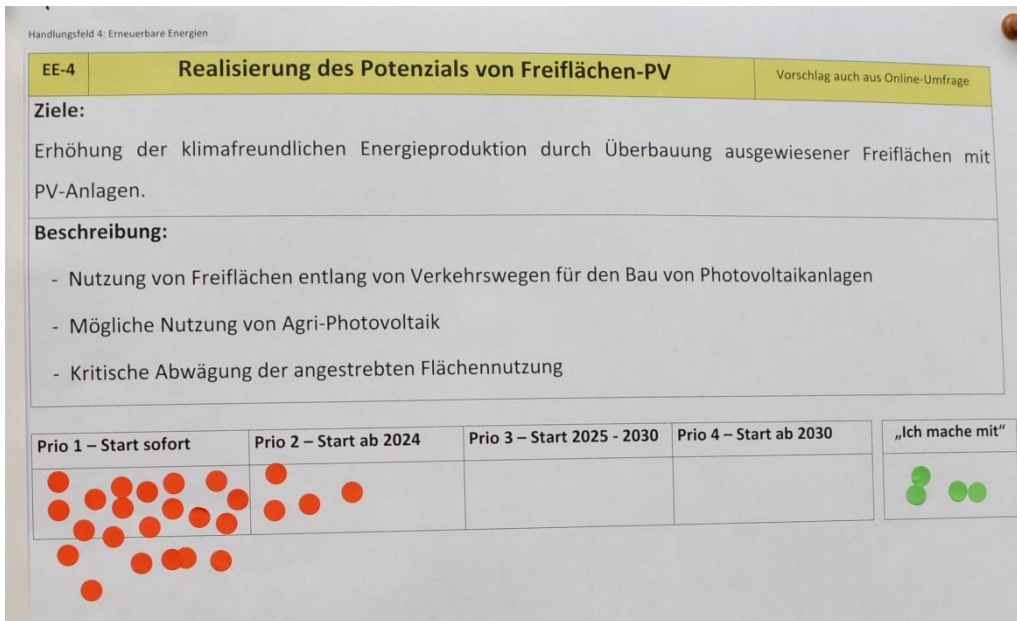 Handlungsfeld 4: Erneuerbare Energien
EE-4
Realisierung des Potenzials von Freiflächen-PV
Vorschlag auch aus Online-Umfrage
Ziele:
Erhöhung der klimafreundlichen Energieproduktion durch Überbauung ausgewiesener Freiflächen mit
PV-Anlagen.
Beschreibung:
- Nutzung von Freiflächen entlang von Verkehrswegen für den Bau von Photovoltaikanlagen
- Mögliche Nutzung von Agri-Photovoltaik
- Kritische Abwägung der angestrebten Flächennutzung
Prio 1 – Start sofort
Prio 2 – Start ab 2024
Prio 3 – Start 2025 - 2030
Prio 4 – Start ab 2030
„Ich mache mit“